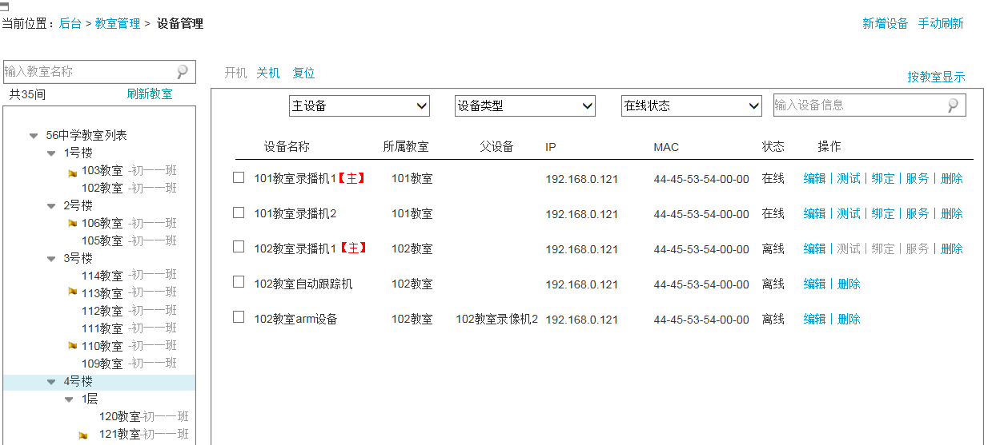 当前位置：后台 > 教室管理 > 设备管理
新增设备 手动刷新
输入教室名称
共35间 刷新教室
56中学教室列表
1号楼
103教室 -初一一班
102教室 -初一一班
2号楼
106教室 -初一一班
105教室 -初一一班
3号楼
114教室 -初一一班
113教室 -初一一班
112教室 -初一一班
111教室 -初一一班
110教室 -初一一班
109教室 -初一一班
4号楼
1层
120教室-初一一班
121教室-初一一班
开机 关机 复位
按教室显示
主设备 设备类型 在线状态 输入设备信息
设备名称 所属教室 父设备 IP MAC 状态 操作
101教室录播机1【主】 101教室 192.168.0.121 44-45-53-54-00-00 在线 编辑 | 测试 | 绑定 | 服务 | 删除
101教室录播机2 101教室 192.168.0.121 44-45-53-54-00-00 在线 编辑 | 测试 | 绑定 | 服务 | 删除
102教室录播机1【主】 102教室 192.168.0.121 44-45-53-54-00-00 离线 编辑 | 测试 | 绑定 | 服务 | 删除
102教室自动跟踪机 102教室 192.168.0.121 44-45-53-54-00-00 离线 编辑 | 删除
102教室arm设备 102教室 102教室录像机2 192.168.0.121 44-45-53-54-00-00 离线 编辑 | 删除